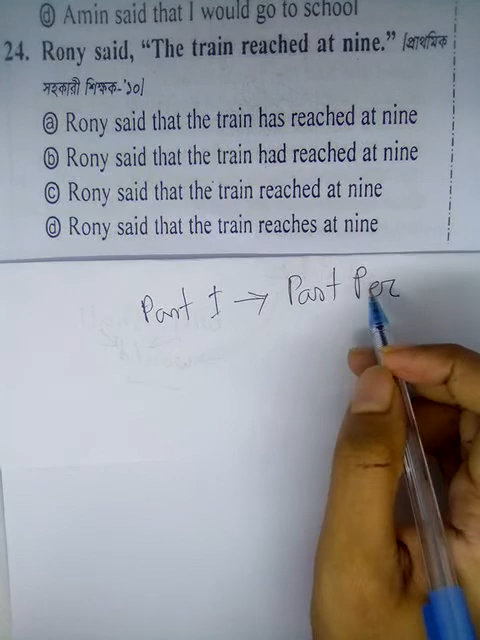 ⓓ Amin said that I would go to school
24. Rony said, “The train reached at nine.” [প্রাথমিক
সহকারী শিক্ষক-’১০]
ⓐ Rony said that the train has reached at nine
ⓑ Rony said that the train had reached at nine
ⓒ Rony said that the train reached at nine
ⓓ Rony said that the train reaches at nine
Past I → Past Per